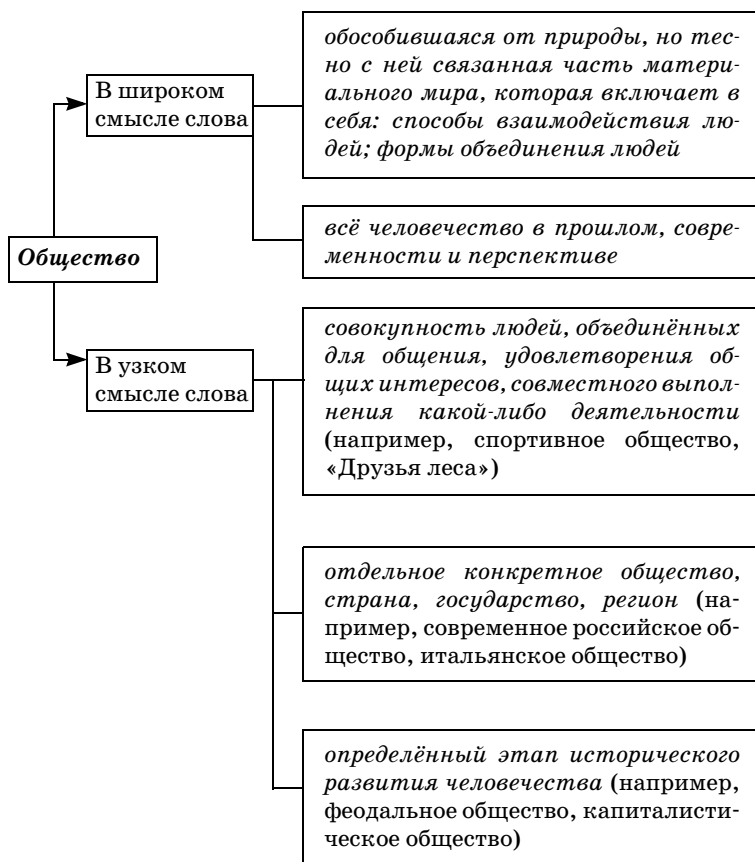 обособившаяся от природы, но тес-
но с ней связанная часть матери-
ального мира, которая включает в
себя: способы взаимодействия лю-
дей; формы объединения людей
В широком
смысле слова
всё человечество в прошлом, совре-
менности и перспективе
Общество
совокупность людей, объединённых
для общения, удовлетворения об-
щих интересов, совместного выпол-
нения какой-либо деятельности
(например, спортивное общество,
«Друзья леса»)
В узком
смысле слова
отдельное конкретное общество,
страна, государство, регион (на-
пример, современное российское об-
щество, итальянское общество)
определённый этап исторического
развития человечества (например,
феодальное общество, капиталисти-
ческое общество)